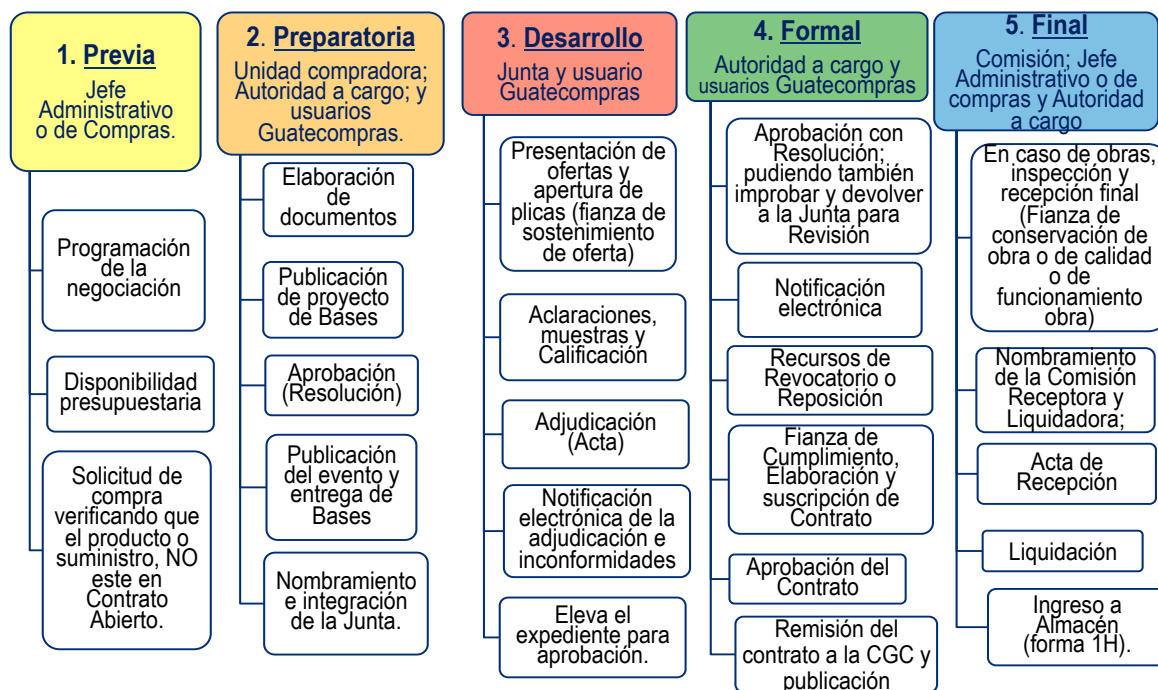 1. Previa
Jefe
Administrativo
o de Compras.
Programación
de la
negociación
Disponibilidad
presupuestaria
Solicitud de
compra
verificando que
el producto o
suministro, NO
este en
Contrato
Abierto.
2. Preparatoria
Unidad compradora;
Autoridad a cargo; y
usuarios
Guatecompras.
Elaboración
de
documentos
Publicación
de proyecto
de Bases
Aprobación
(Resolución)
Publicación
del evento y
entrega de
Bases
Nombramiento
e integración
de la Junta.
3. Desarrollo
Junta y usuario
Guatecompras
Presentación de
ofertas y
apertura de
plicas (fianza de
sostenimiento
de oferta)
Aclaraciones,
muestras y
Calificación
Adjudicación
(Acta)
Notificación
electrónica de la
adjudicación e
inconformidades
Eleva el
expediente para
aprobación.
4. Formal
Autoridad a cargo y
usuarios Guatecompras
Aprobación con
Resolución;
pudiendo también
improbar y devolver
a la Junta para
Revisión
Notificación
electrónica
Recursos de
Revocatorio o
Reposición
Fianza de
Cumplimiento,
Elaboración y
suscripción de
Contrato
Aprobación del
Contrato
Remisión del
contrato a la CGC y
publicación
5. Final
Comisión; Jefe
Administrativo o de
compras y Autoridad
a cargo
En caso de obras,
inspección y
recepción final
(Fianza de
conservación de
obra o de calidad
o de
funcionamiento
obra)
Nombramiento
de la Comisión
Receptora y
Liquidadora;
Acta de
Recepción
Liquidación
Ingreso a
Almacén
(forma 1H).